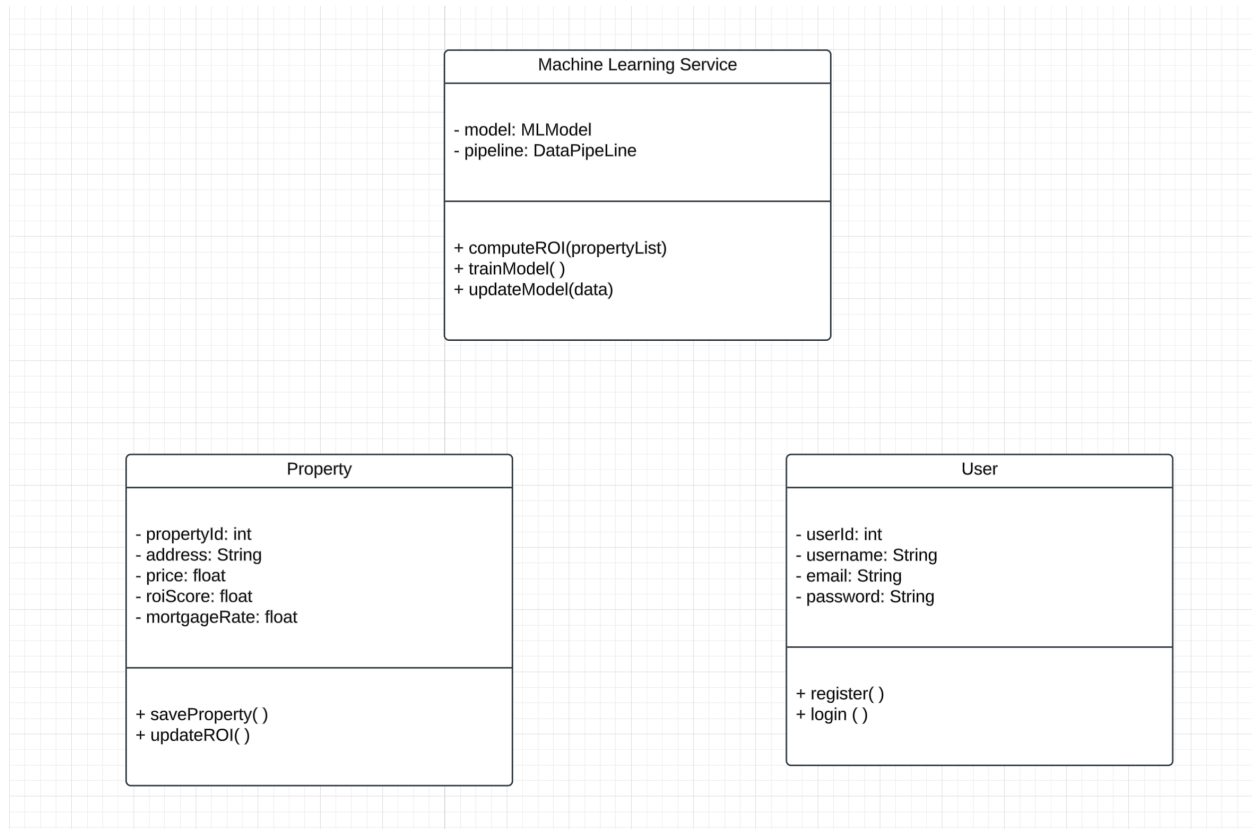 Machine Learning Service
- model: MLModel
- pipeline: DataPipeLine
+ computeROI(propertyList)
+ trainModel( )
+ updateModel(data)
Property
- propertyId: int
- address: String
- price: float
- roiScore: float
- mortgageRate: float
+ saveProperty( )
+ updateROI( )
User
- userId: int
- username: String
- email: String
- password: String
+ register( )
+ login ( )